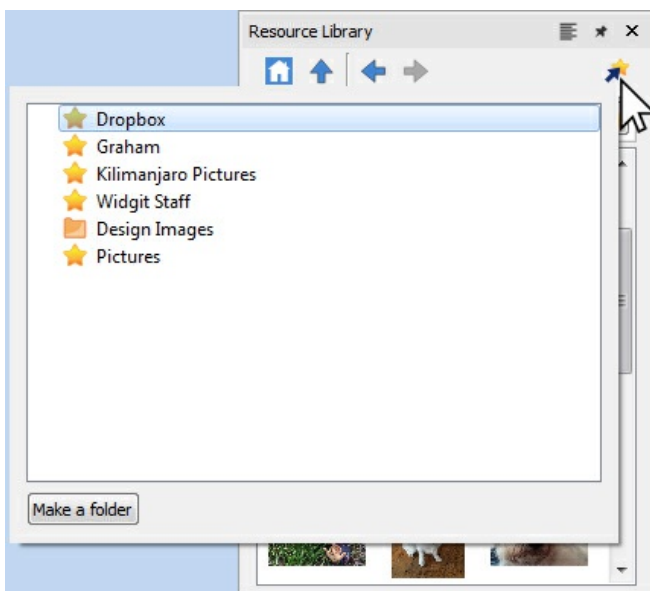 Resource Library
Dropbox
Graham
Kilimanjaro Pictures
Widgit Staff
Design Images
Pictures
Make a folder